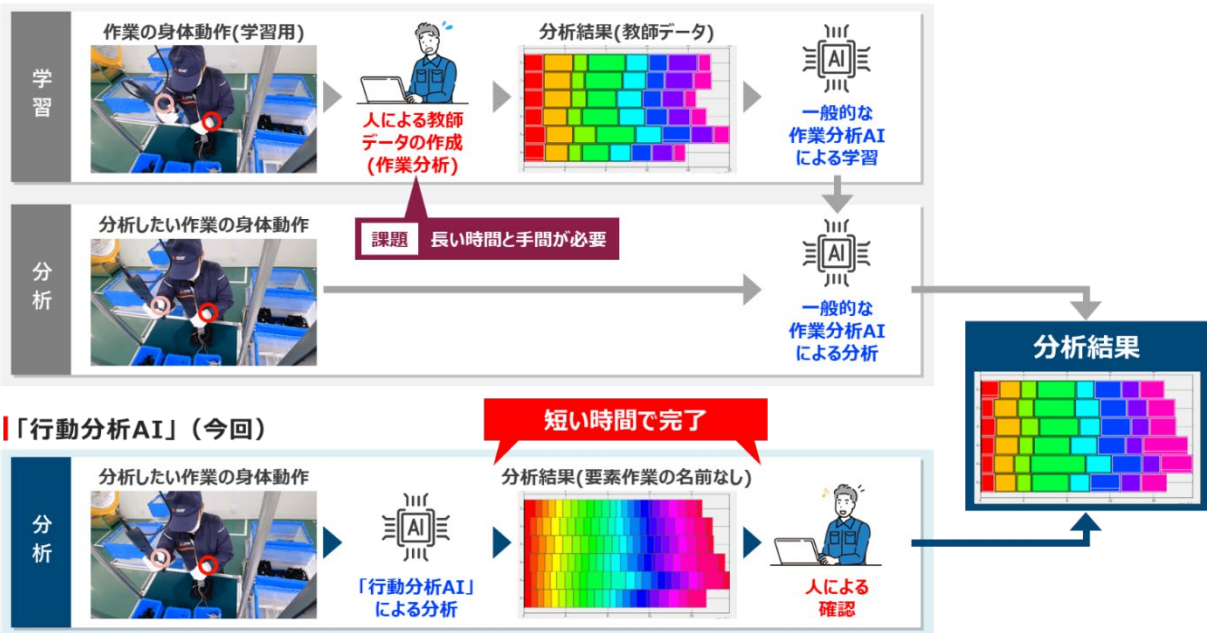 学
習
作業の身体動作(学習用)
人による教師
データの作成
(作業分析)
分析結果(教師データ)
AI
一般的な
作業分析AI
による学習
課題 長い時間と手間が必要
分
析
分析したい作業の身体動作
AI
一般的な
作業分析AI
による分析
分析結果
「行動分析AI」(今回)
短い時間で完了
分
析
分析したい作業の身体動作
AI
「行動分析AI」
による分析
分析結果(要素作業の名前なし)
人による
確認